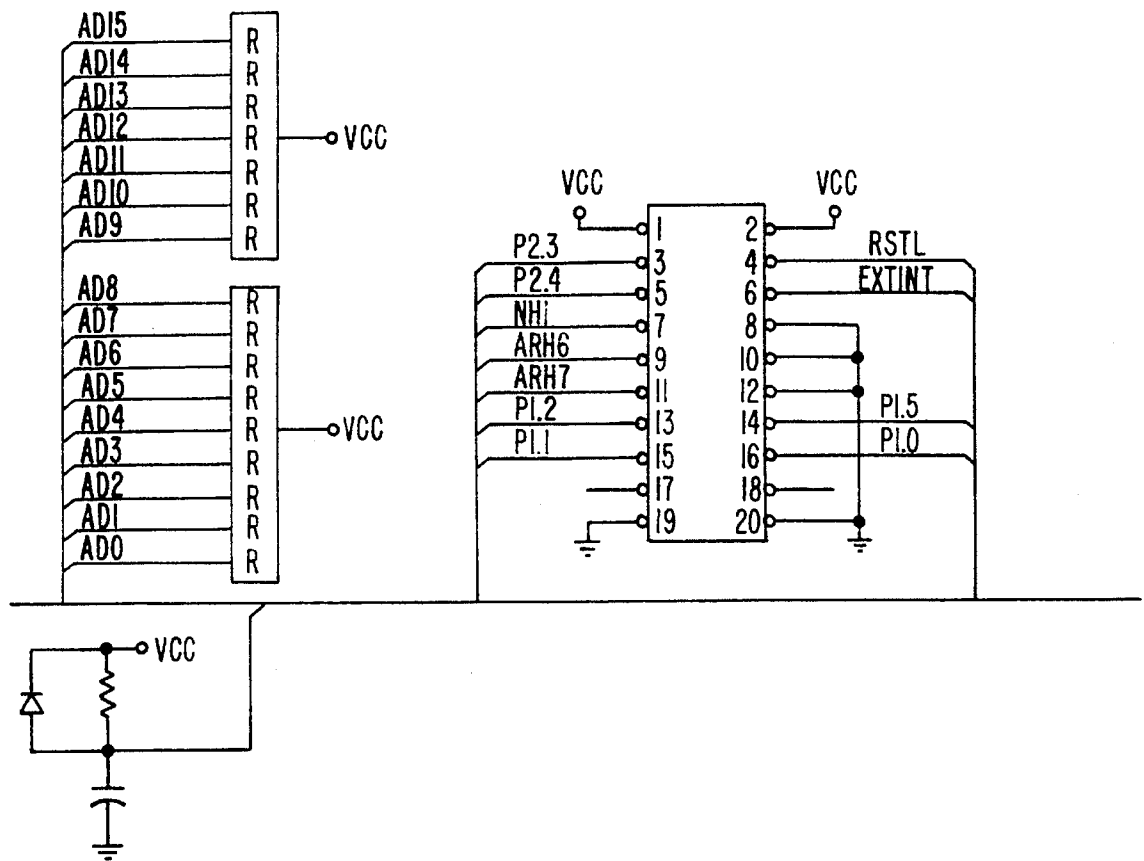 AD15 R
AD14 R
AD13 R
AD12 R VCC
AD11 R
AD10 R
AD9 R
AD8 R
AD7 R
AD6 R
AD5 R
AD4 R VCC
AD3 R
AD2 R
AD1 R
AD0 R
VCC VCC
1 2
P2.3 3 4 RSTL
P2.4 5 6 EXTINT
NHi 7 8
ARH6 9 10
ARH7 11 12
P1.2 13 14 P1.5
P1.1 15 16 P1.0
17 18
19 20
VCC